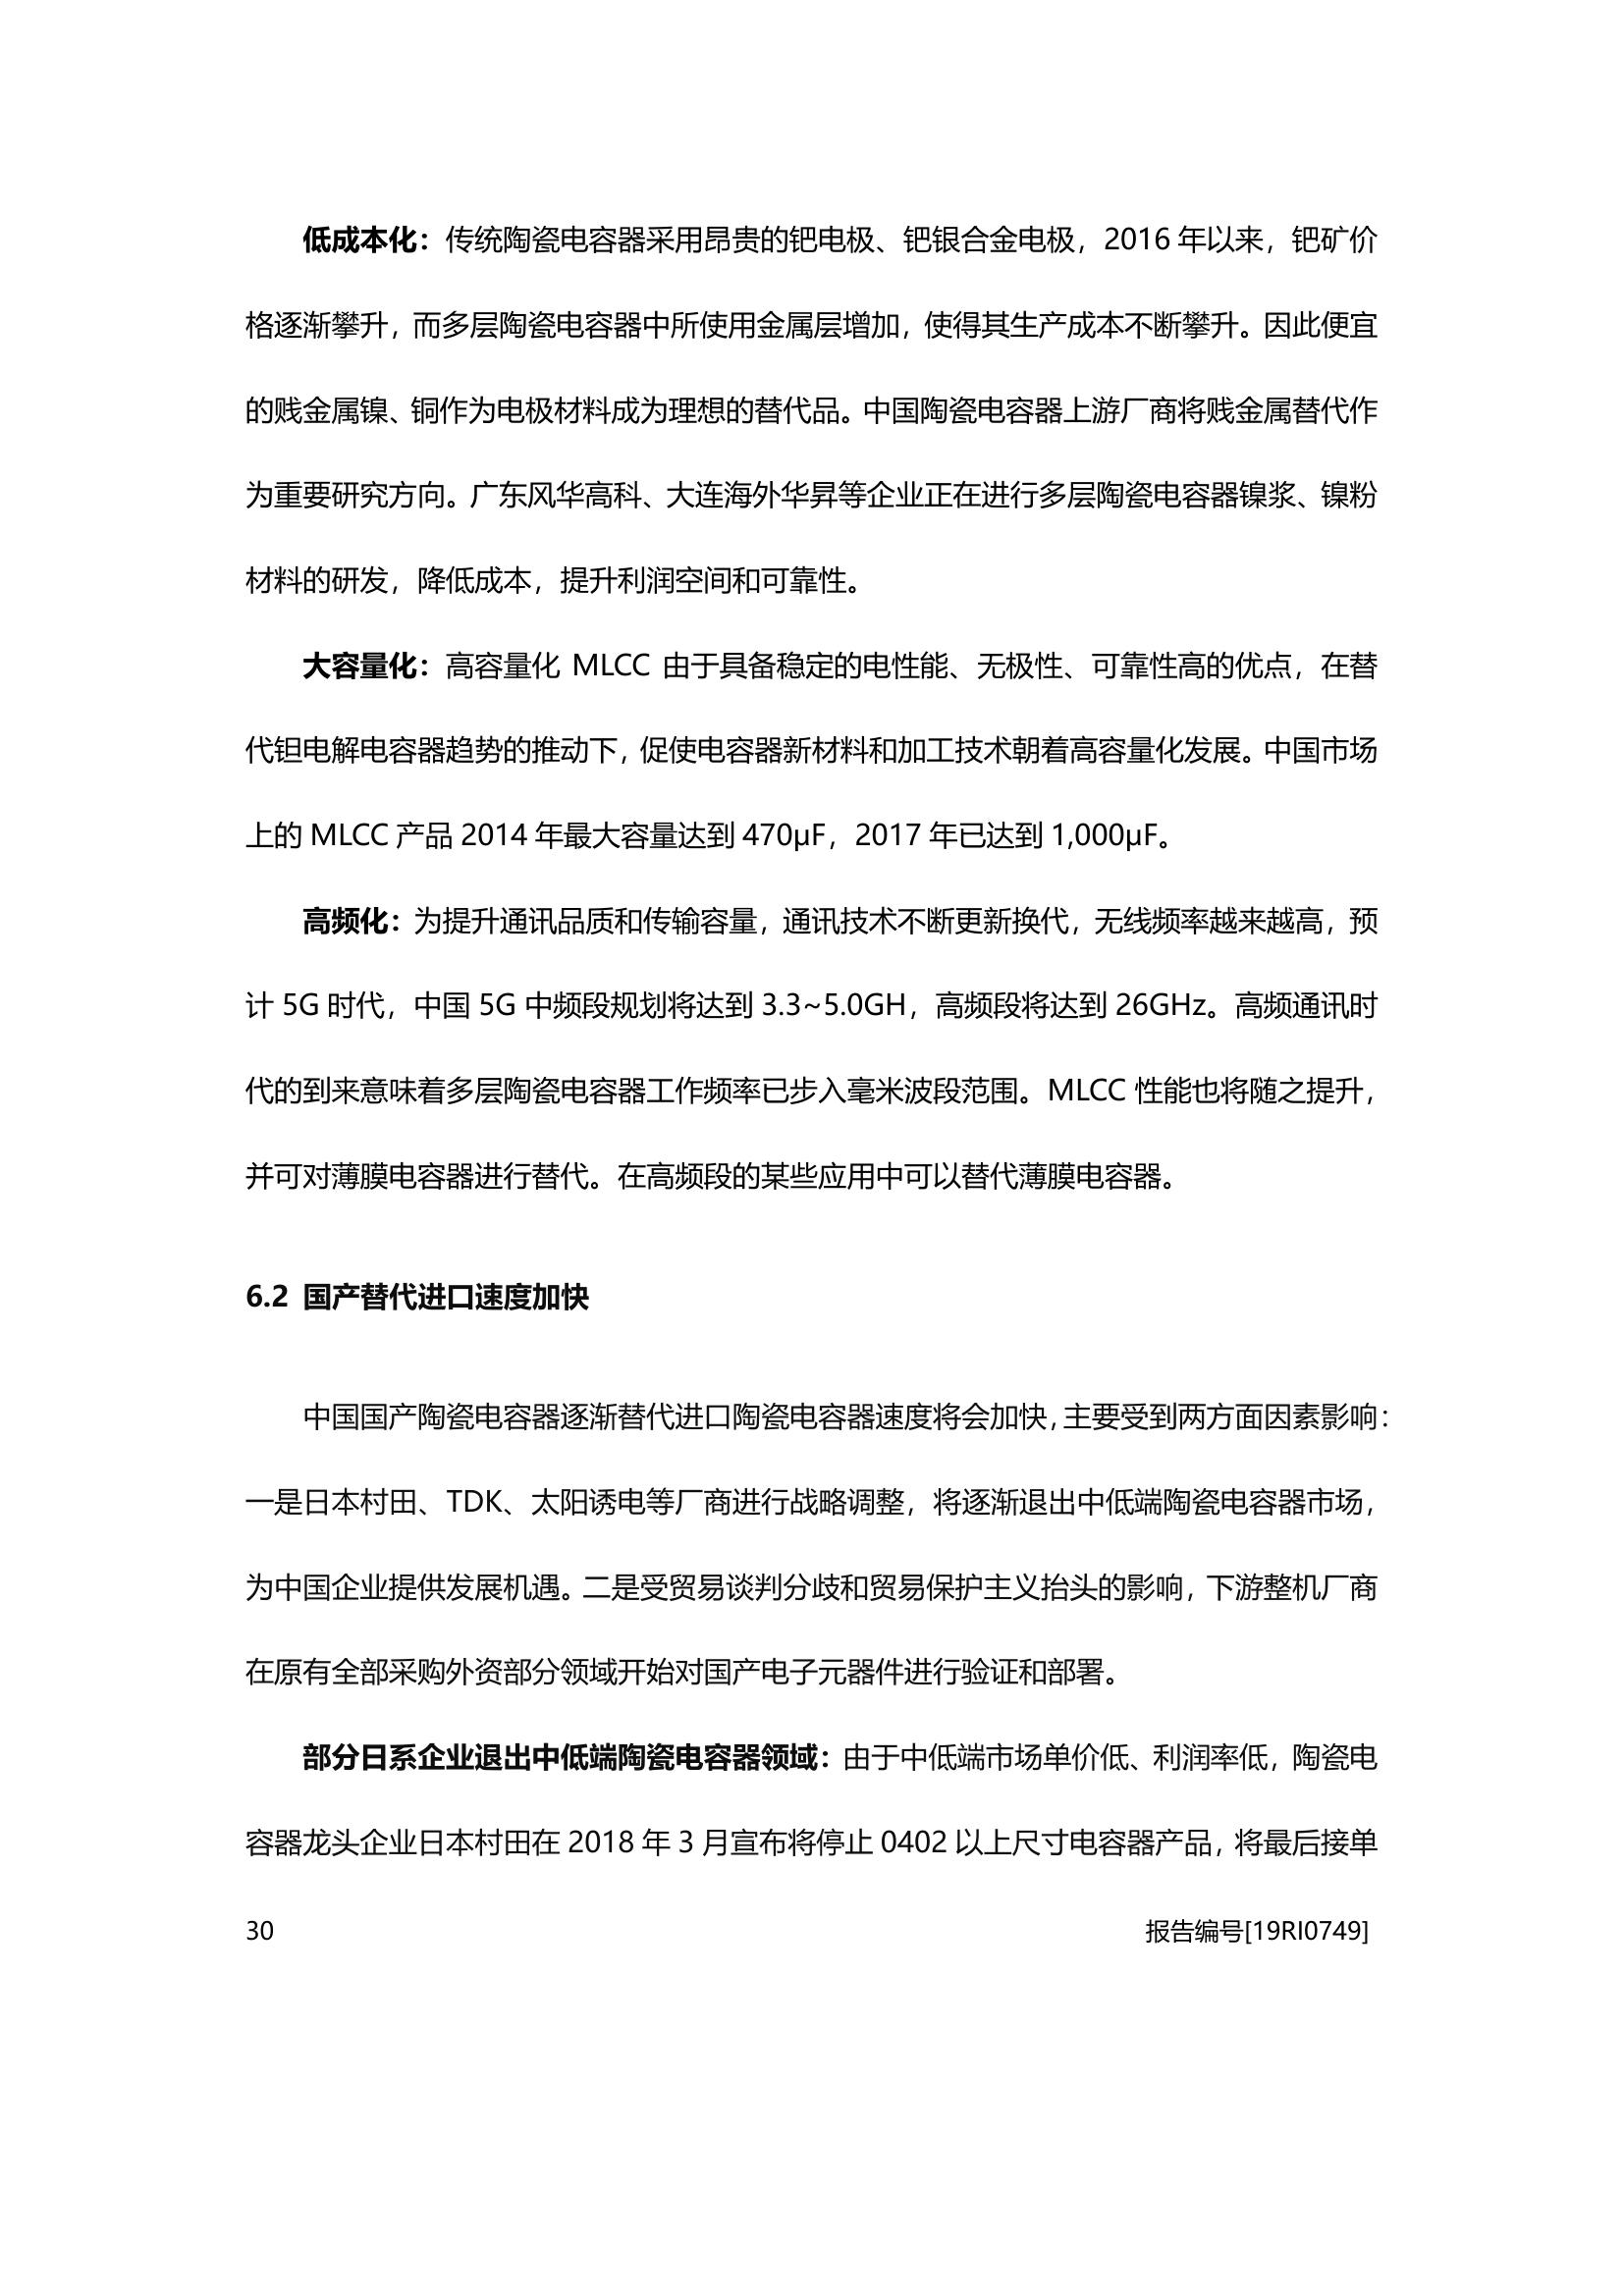 低成本化：传统陶瓷电容器采用昂贵的钯电极、钯银合金电极，2016 年以来，钯矿价
格逐渐攀升，而多层陶瓷电容器中所使用金属层增加，使得其生产成本不断攀升。因此便宜
的贱金属镍、铜作为电极材料成为理想的替代品。中国陶瓷电容器上游厂商将贱金属替代作
为重要研究方向。广东风华高科、大连海外华昇等企业正在进行多层陶瓷电容器镍浆、镍粉
材料的研发，降低成本，提升利润空间和可靠性。
大容量化：高容量化 MLCC 由于具备稳定的电性能、无极性、可靠性高的优点，在替
代钽电解电容器趋势的推动下，促使电容器新材料和加工技术朝着高容量化发展。中国市场
上的 MLCC 产品 2014 年最大容量达到 470μF，2017 年已达到 1,000μF。
高频化：为提升通讯品质和传输容量，通讯技术不断更新换代，无线频率越来越高，预
计 5G 时代，中国 5G 中频段规划将达到 3.3~5.0GH，高频段将达到 26GHz。高频通讯时
代的到来意味着多层陶瓷电容器工作频率已步入毫米波段范围。MLCC 性能也将随之提升，
并可对薄膜电容器进行替代。在高频段的某些应用中可以替代薄膜电容器。
6.2 国产替代进口速度加快
中国国产陶瓷电容器逐渐替代进口陶瓷电容器速度将会加快，主要受到两方面因素影响：
一是日本村田、TDK、太阳诱电等厂商进行战略调整，将逐渐退出中低端陶瓷电容器市场，
为中国企业提供发展机遇。二是受贸易谈判分歧和贸易保护主义抬头的影响，下游整机厂商
在原有全部采购外资部分领域开始对国产电子元器件进行验证和部署。
部分日系企业退出中低端陶瓷电容器领域：由于中低端市场单价低、利润率低，陶瓷电
容器龙头企业日本村田在 2018 年 3 月宣布将停止 0402 以上尺寸电容器产品，将最后接单
30 报告编号[19RI0749]